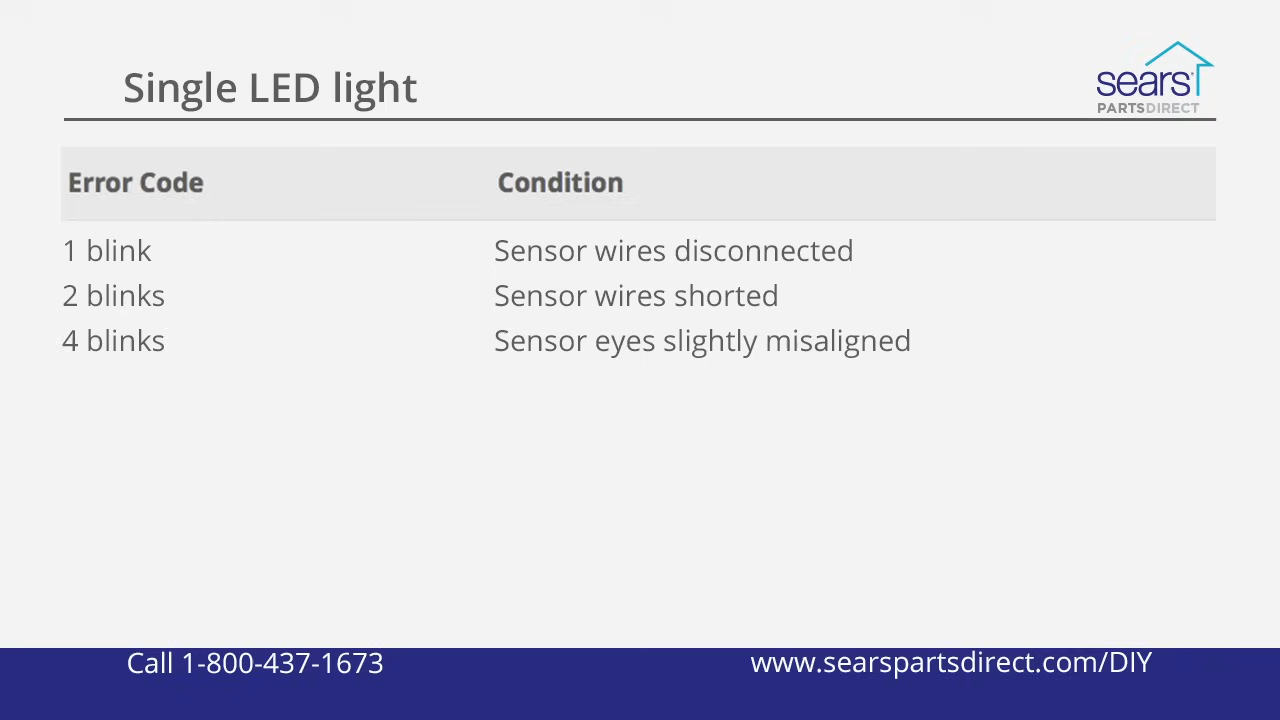 Single LED light
sears
PARTSDIRECT
Error Code Condition
1 blink Sensor wires disconnected
2 blinks Sensor wires shorted
4 blinks Sensor eyes slightly misaligned
Call 1-800-437-1673 www.searspartsdirect.com/DIY